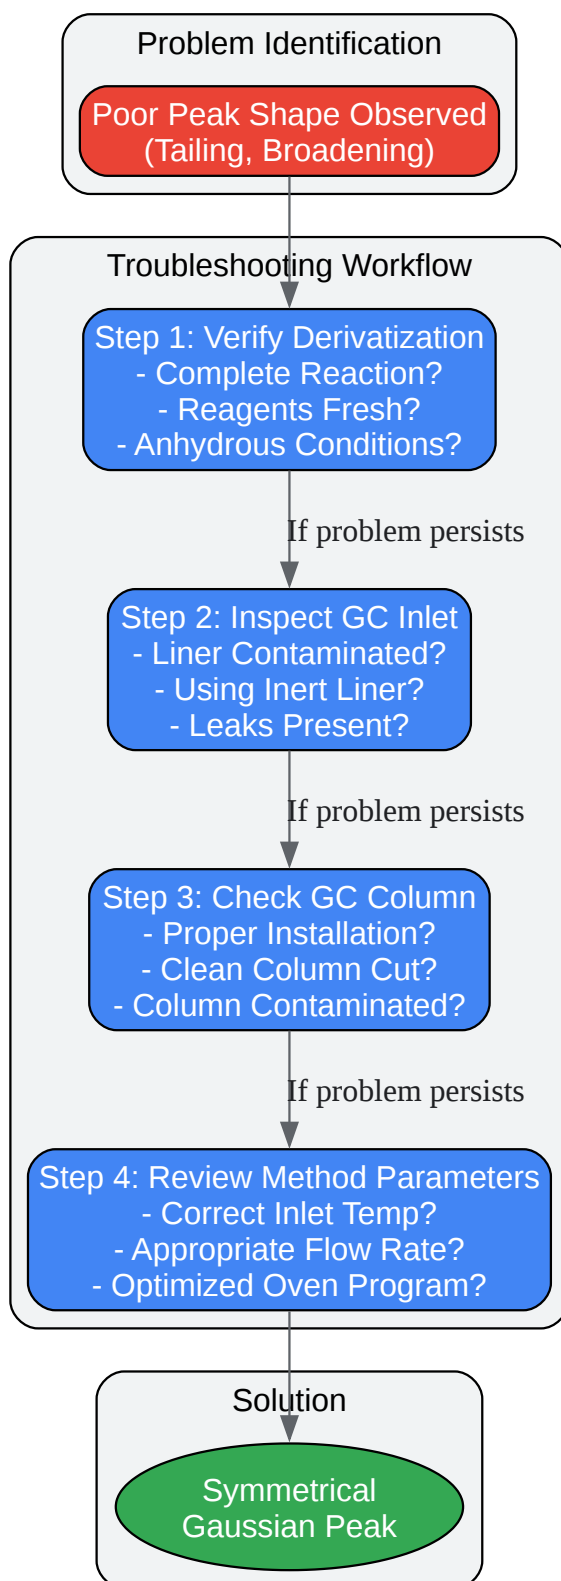 Problem Identification
Poor Peak Shape Observed
(Tailing, Broadening)
Troubleshooting Workflow
Step 1: Verify Derivatization
- Complete Reaction?
- Reagents Fresh?
- Anhydrous Conditions?
If problem persists
Step 2: Inspect GC Inlet
- Liner Contaminated?
- Using Inert Liner?
- Leaks Present?
If problem persists
Step 3: Check GC Column
- Proper Installation?
- Clean Column Cut?
- Column Contaminated?
If problem persists
Step 4: Review Method Parameters
- Correct Inlet Temp?
- Appropriate Flow Rate?
- Optimized Oven Program?
Solution
Symmetrical
Gaussian Peak